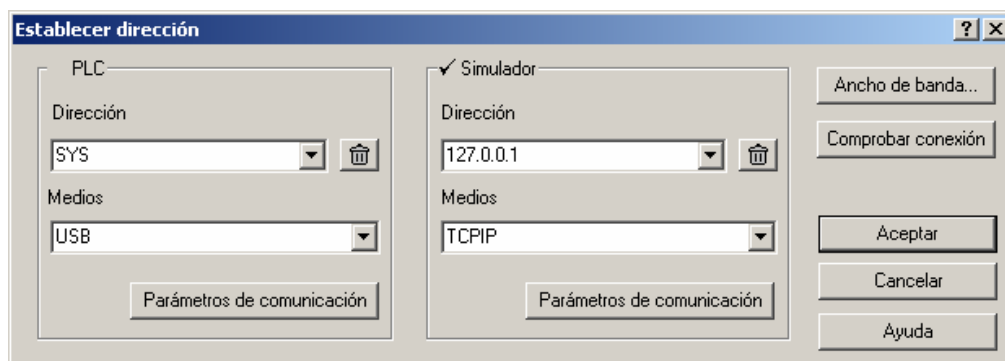 Establecer dirección
PLC
Dirección
SYS
Medios
USB
Parámetros de comunicación
✓ Simulador
Dirección
127.0.0.1
Medios
TCPIP
Parámetros de comunicación
Ancho de banda...
Comprobar conexión
Aceptar
Cancelar
Ayuda